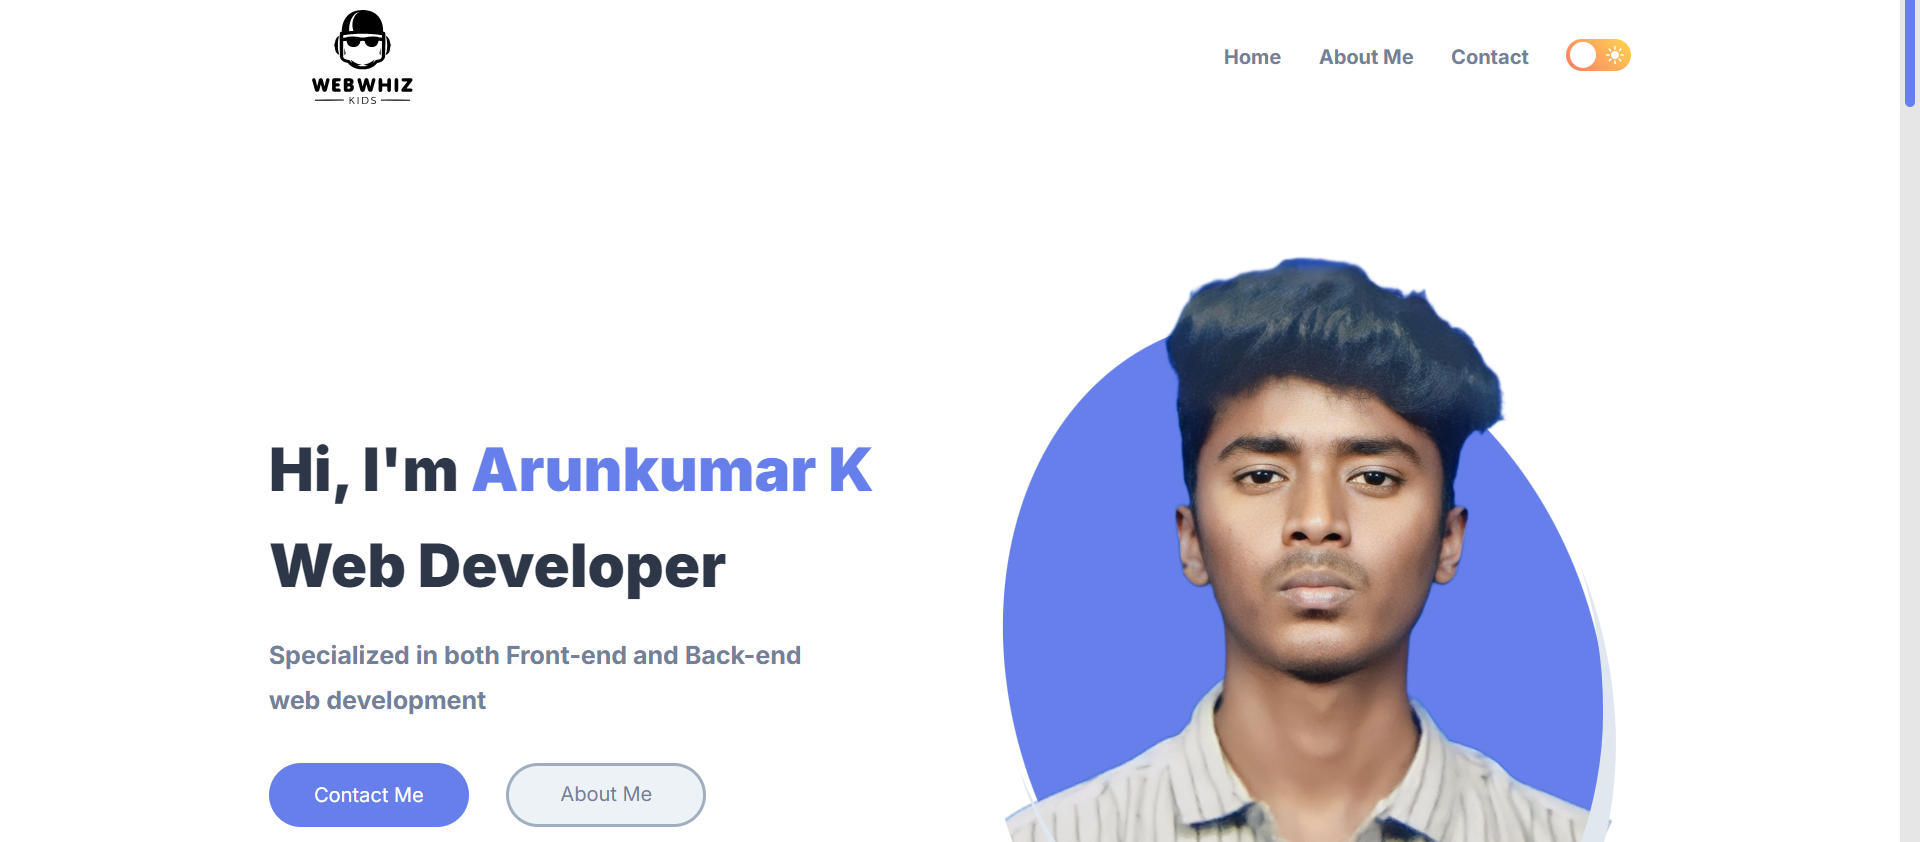 WEBWHIZ
KIDS
Home About Me Contact
Hi, I'm Arunkumar K
Web Developer
Specialized in both Front-end and Back-end
web development
Contact Me About Me